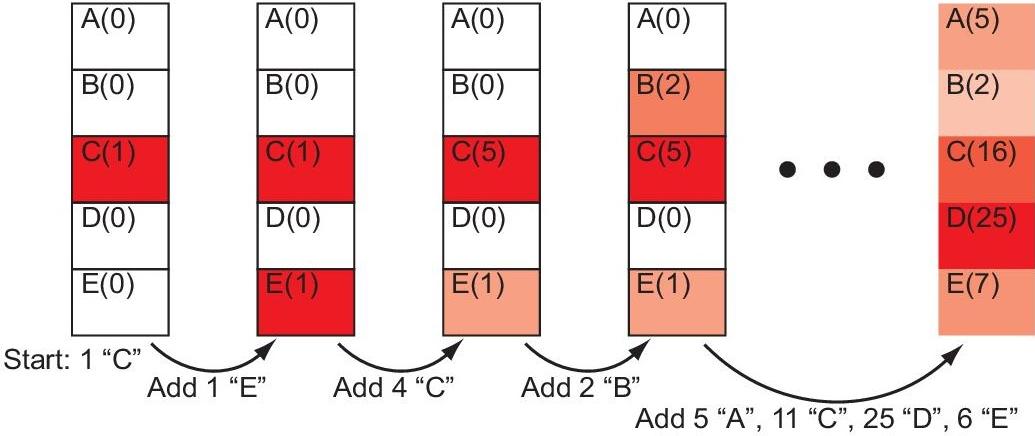 A(0) A(0) A(0) A(0) A(5)
B(0) B(0) B(0) B(2) B(2)
C(1) C(1) C(5) C(5) C(16)
D(0) D(0) D(0) D(0) D(25)
E(0) E(1) E(1) E(1) E(7)
Start: 1 “C”
Add 1 “E” Add 4 “C” Add 2 “B”
Add 5 “A”, 11 “C”, 25 “D”, 6 “E”